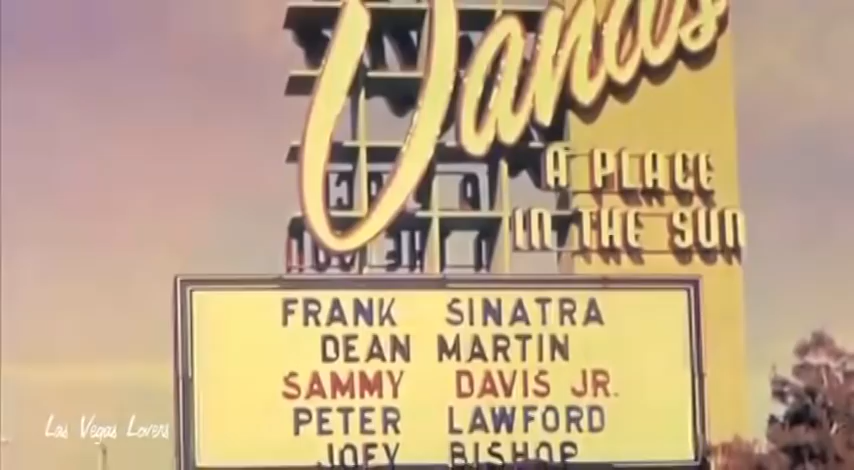 Sands
A PLACE
IN THE SUN
FRANK SINATRA
DEAN MARTIN
SAMMY DAVIS JR.
PETER LAWFORD
JOEY BISHOP
Las Vegas Lovers